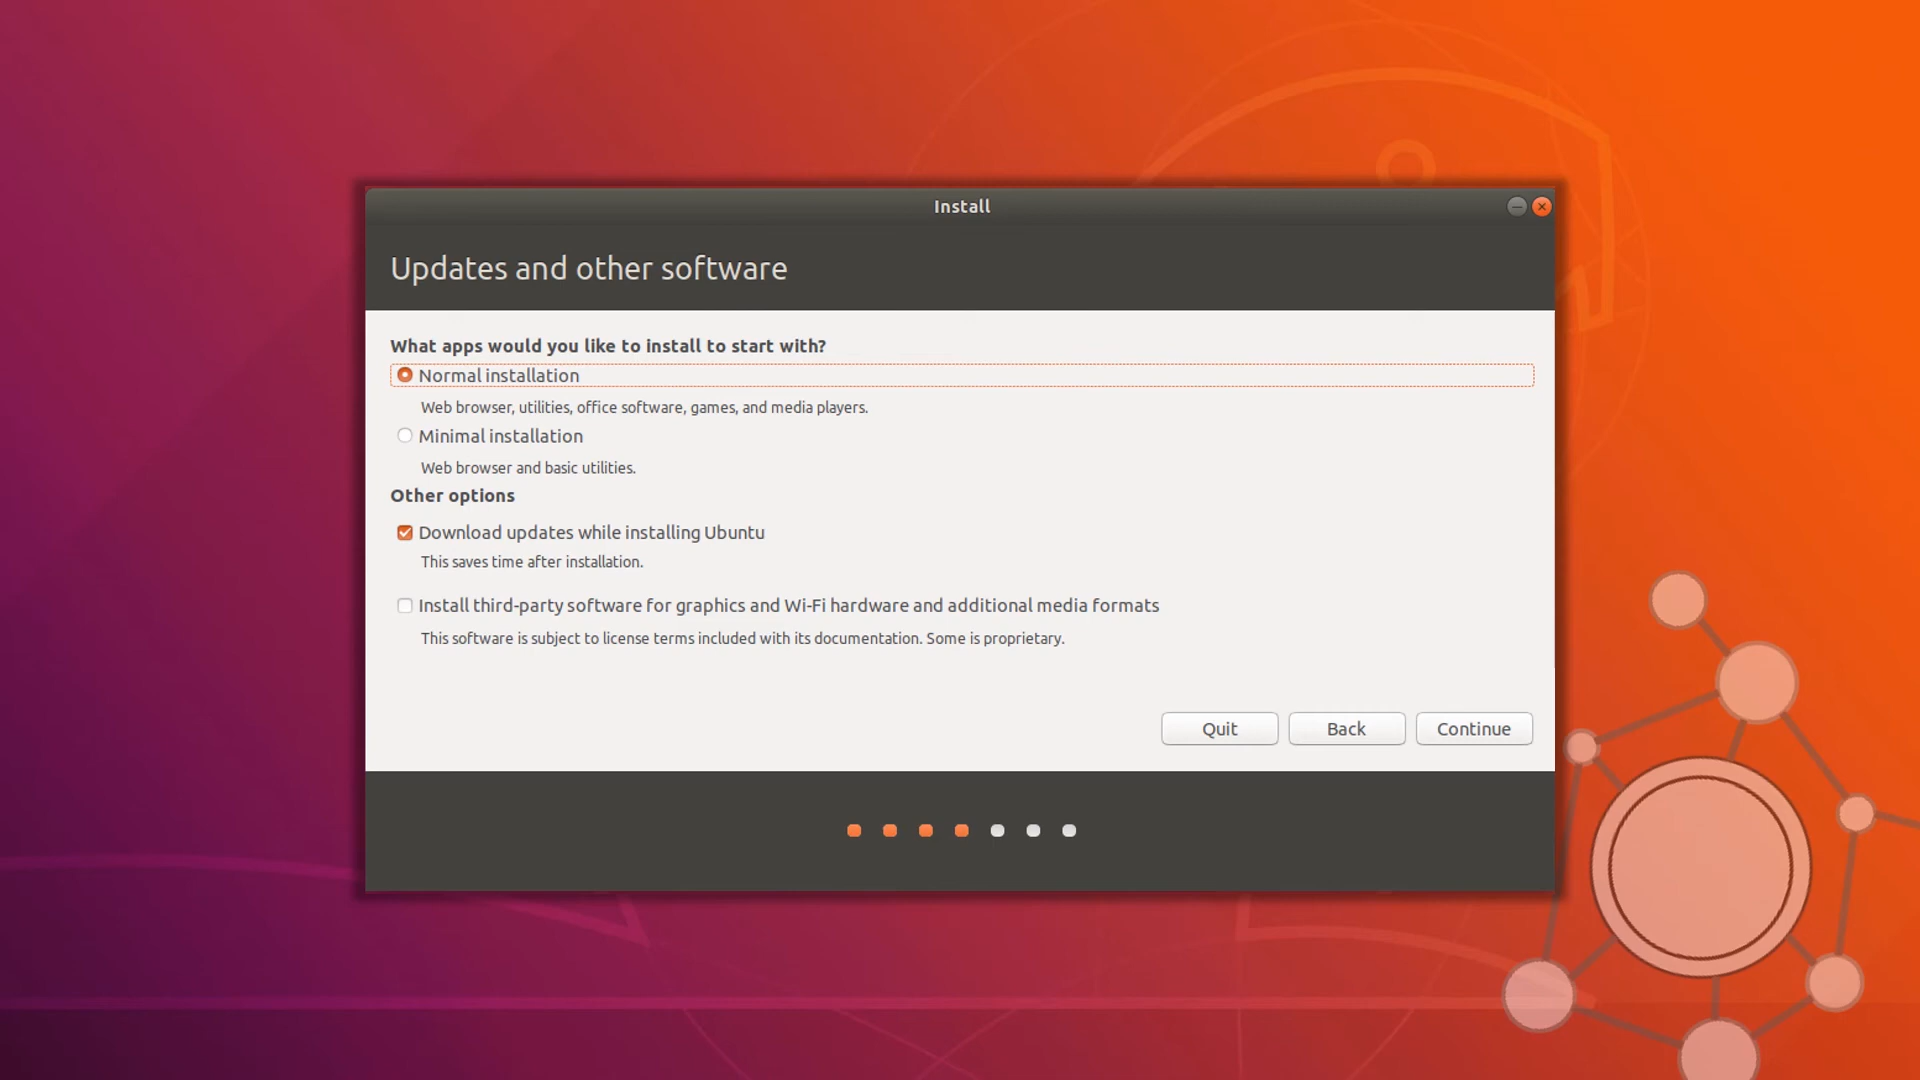 Install
Updates and other software
What apps would you like to install to start with?
Normal installation
Web browser, utilities, office software, games, and media players.
Minimal installation
Web browser and basic utilities.
Other options
Download updates while installing Ubuntu
This saves time after installation.
Install third-party software for graphics and Wi-Fi hardware and additional media formats
This software is subject to license terms included with its documentation. Some is proprietary.
Quit
Back
Continue